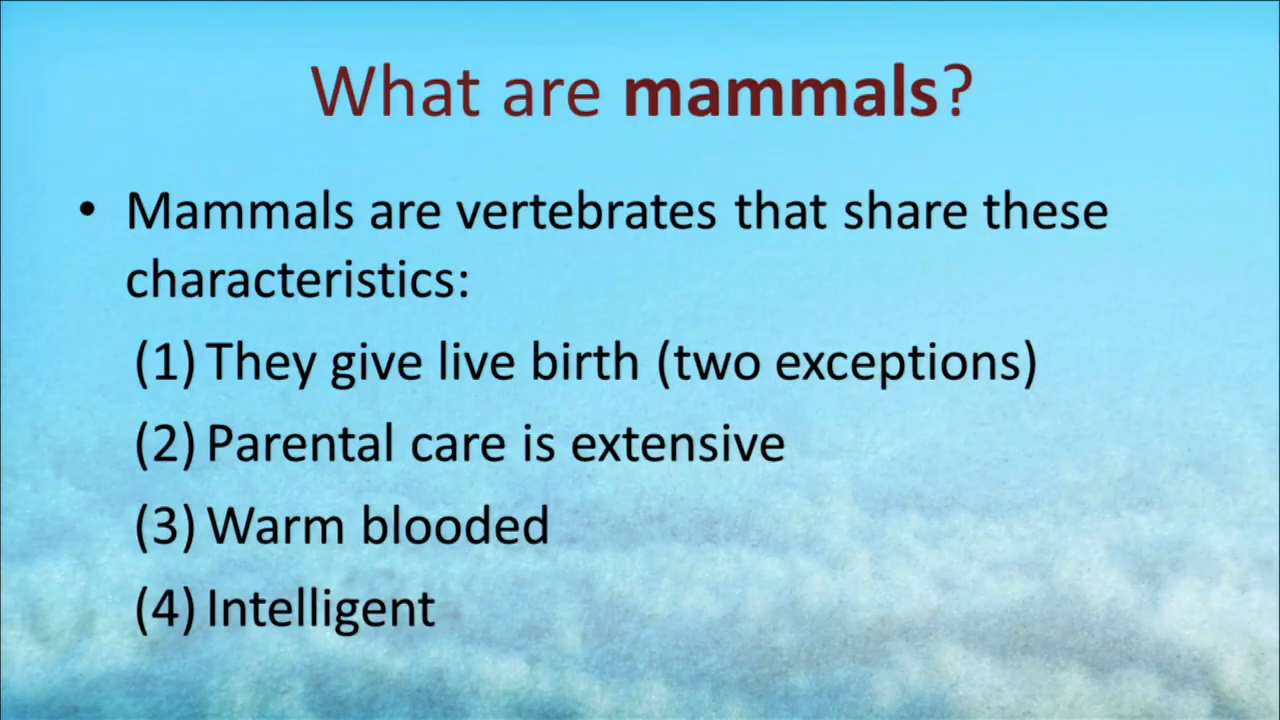 What are mammals?
• Mammals are vertebrates that share these
characteristics:
(1) They give live birth (two exceptions)
(2) Parental care is extensive
(3) Warm blooded
(4) Intelligent